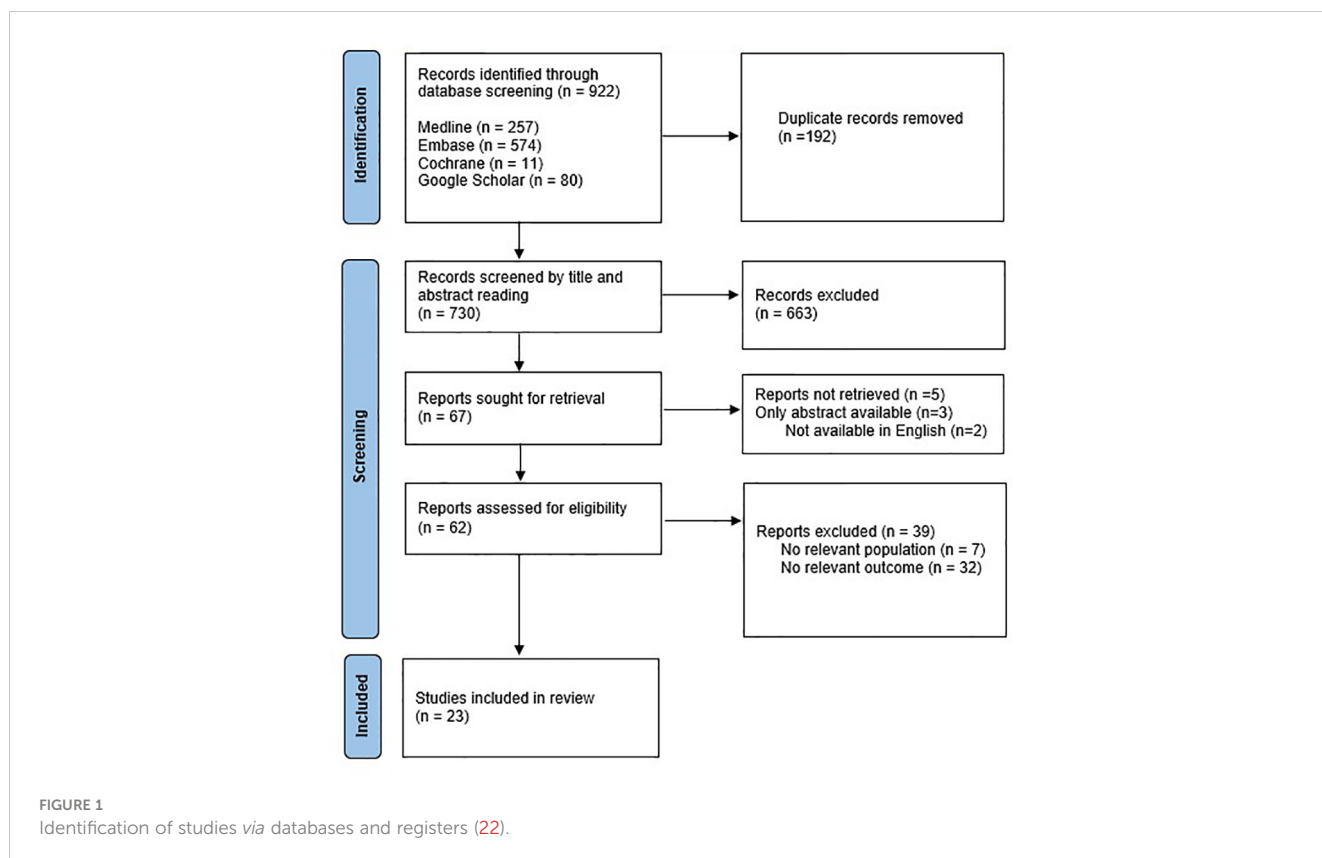 Identification
Records identified through
database screening (n = 922)
Medline (n = 257)
Embase (n = 574)
Cochrane (n = 11)
Google Scholar (n = 80)
Duplicate records removed
(n =192)
Screening
Records screened by title and
abstract reading
(n = 730)
Records excluded
(n = 663)
Reports sought for retrieval
(n = 67)
Reports not retrieved (n =5)
Only abstract available (n=3)
Not available in English (n=2)
Reports assessed for eligibility
(n = 62)
Reports excluded (n = 39)
No relevant population (n = 7)
No relevant outcome (n = 32)
Included
Studies included in review
(n = 23)
FIGURE 1
Identification of studies via databases and registers (22).